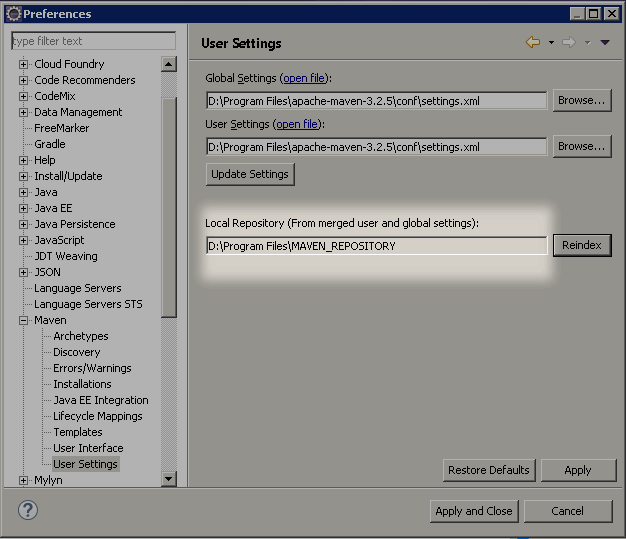 Preferences
type filter text
Cloud Foundry
Code Recommenders
CodeMix
Data Management
FreeMarker
Gradle
Help
Install/Update
Java
Java EE
Java Persistence
JavaScript
JDT Weaving
JSON
Language Servers
Language Servers STS
Maven
Archetypes
Discovery
Errors/Warnings
Installations
Java EE Integration
Lifecycle Mappings
Templates
User Interface
User Settings
Mylyn
User Settings
Global Settings (open file):
D:\Program Files\apache-maven-3.2.5\conf\settings.xml Browse...
User Settings (open file):
D:\Program Files\apache-maven-3.2.5\conf\settings.xml Browse...
Update Settings
Local Repository (From merged user and global settings):
D:\Program Files\MAVEN_REPOSITORY Reindex
Restore Defaults Apply
? Apply and Close Cancel